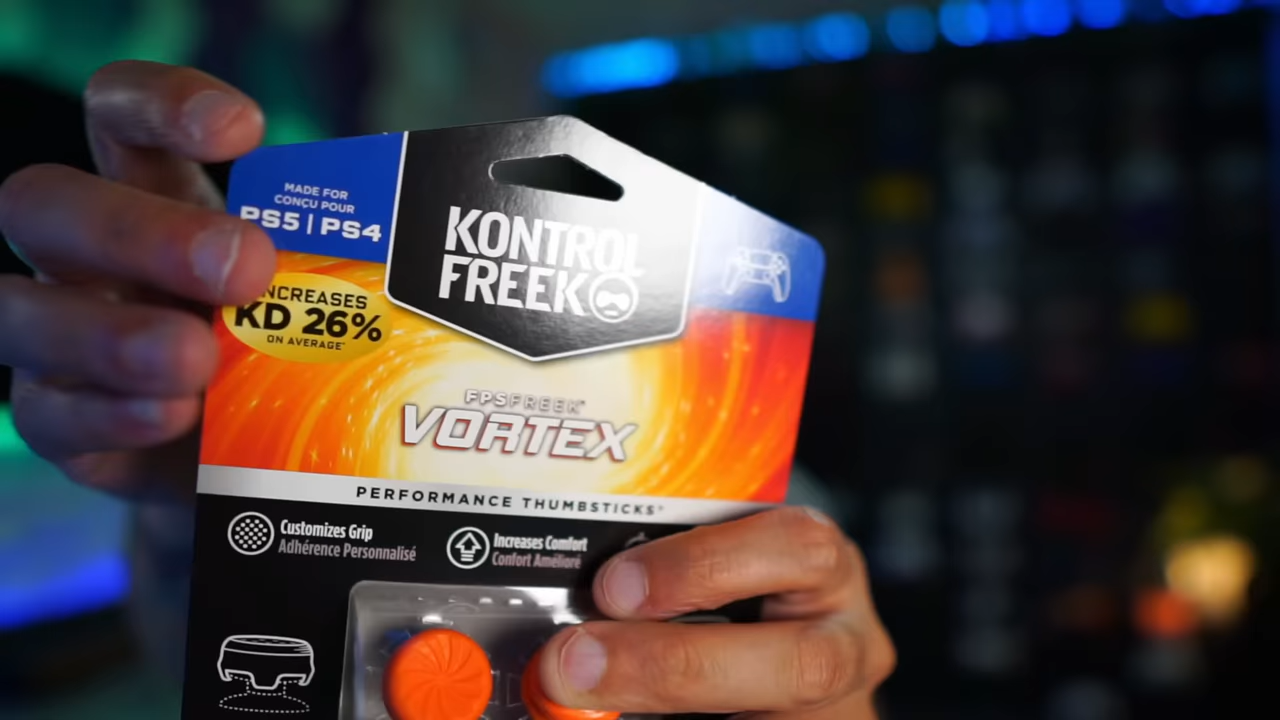 MADE FOR
CONÇU POUR
PS5 | PS4
KONTROL
FREEK
INCREASES
KD 26%
ON AVERAGE*
FPSFREEK™
VORTEX
PERFORMANCE THUMBSTICKS®
Customizes Grip
Adhérence Personnalisé
Increases Comfort
Confort Amélioré